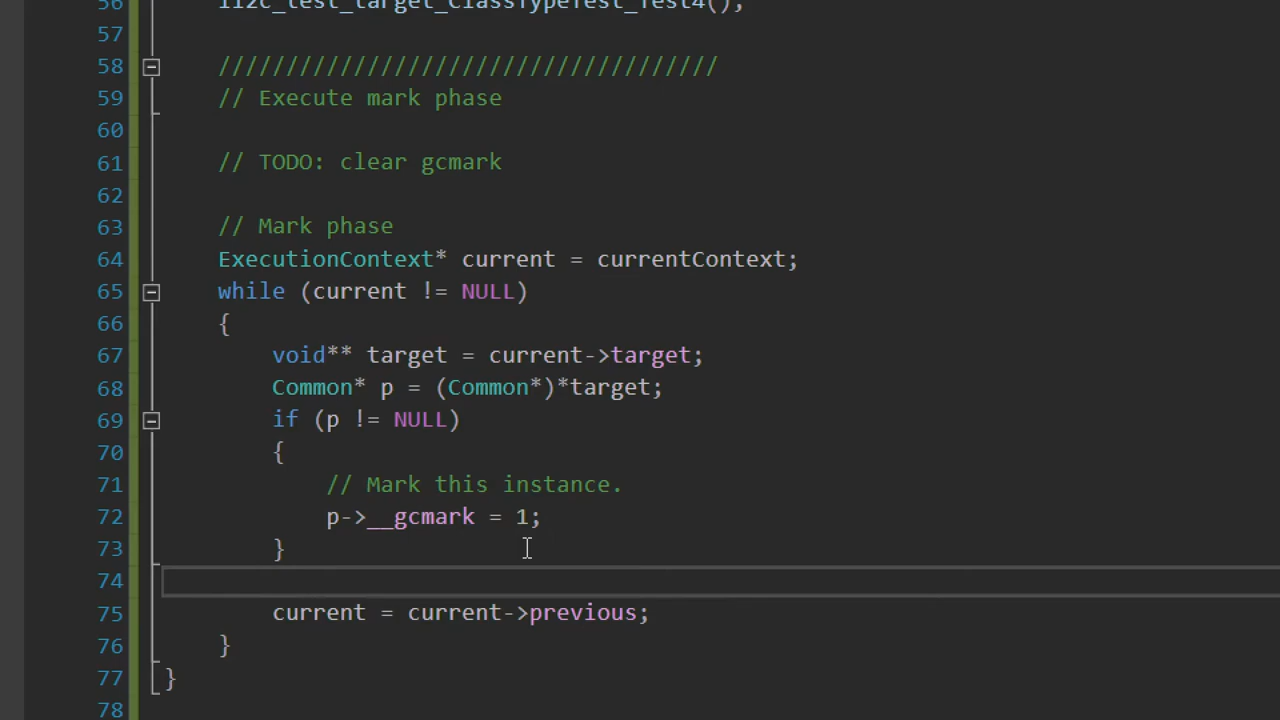 56 il2c_test_target_ClassTypeTest_Test4();
57
58 /////////////////////////////////////
59 // Execute mark phase
60
61 // TODO: clear gcmark
62
63 // Mark phase
64 ExecutionContext* current = currentContext;
65 while (current != NULL)
66 {
67 void** target = current->target;
68 Common* p = (Common*)*target;
69 if (p != NULL)
70 {
71 // Mark this instance.
72 p->__gcmark = 1;
73 }
74
75 current = current->previous;
76 }
77 }
78